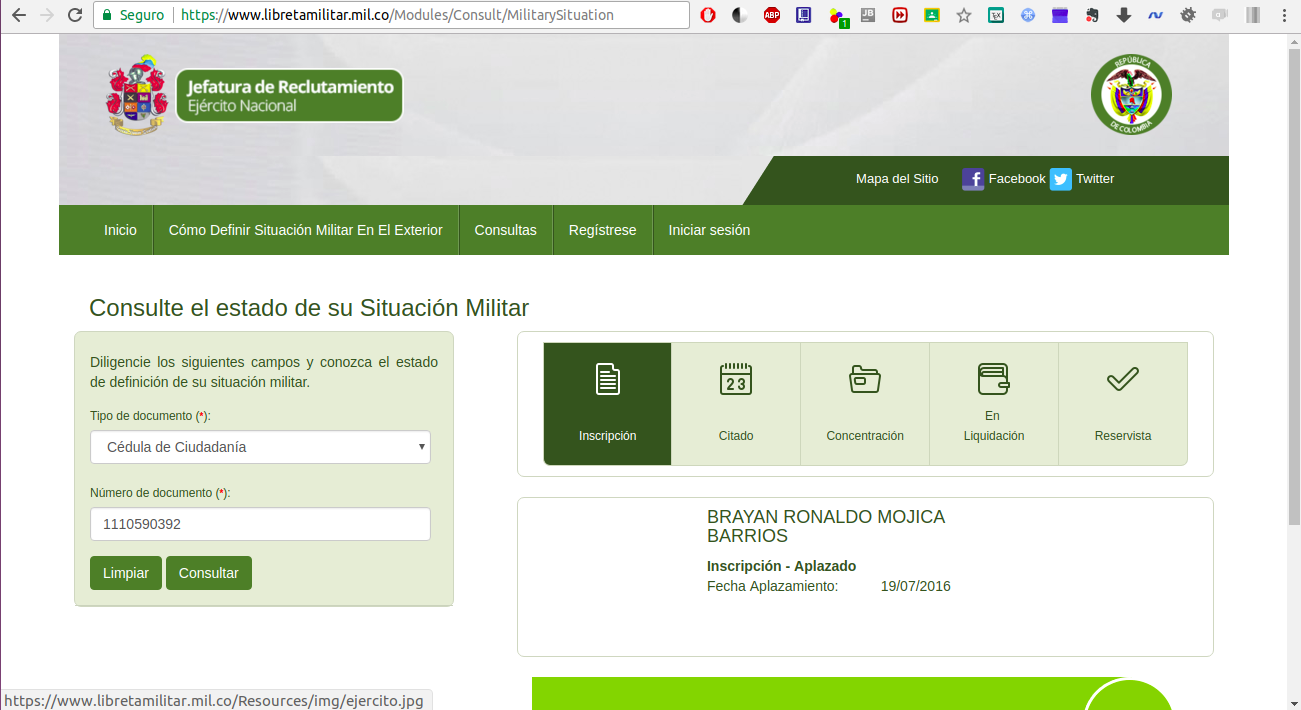 Seguro
https://www.libretamilitar.mil.co/Modules/Consult/MilitarySituation
ABP
1
JB
Jefatura de Reclutamiento
Ejército Nacional
REPÚBLICA
DE COLOMBIA
Mapa del Sitio Facebook Twitter
Inicio Cómo Definir Situación Militar En El Exterior Consultas Regístrese Iniciar sesión
Consulte el estado de su Situación Militar
Diligencie los siguientes campos y conozca el estado
de definición de su situación militar.
Tipo de documento (*):
Cédula de Ciudadanía
Número de documento (*):
1110590392
Limpiar Consultar
23
Inscripción
Citado
Concentración
En
Liquidación
Reservista
BRAYAN RONALDO MOJICA
BARRIOS
Inscripción - Aplazado
Fecha Aplazamiento: 19/07/2016
https://www.libretamilitar.mil.co/Resources/img/ejercito.jpg